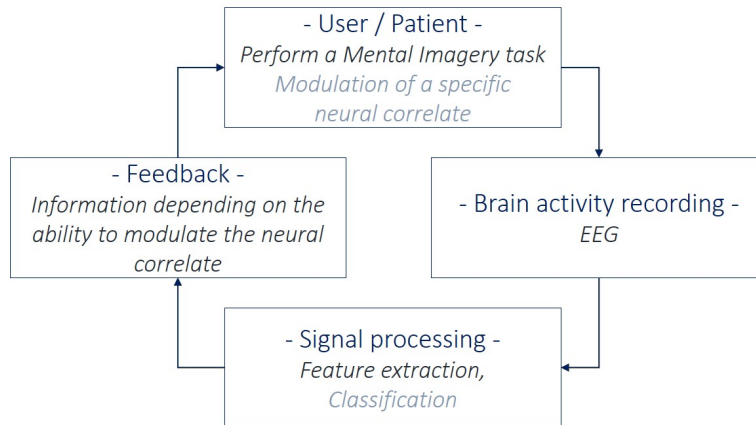 - User / Patient -
Perform a Mental Imagery task
Modulation of a specific
neural correlate
- Feedback -
Information depending on the
ability to modulate the neural
correlate
- Brain activity recording -
EEG
- Signal processing -
Feature extraction,
Classification